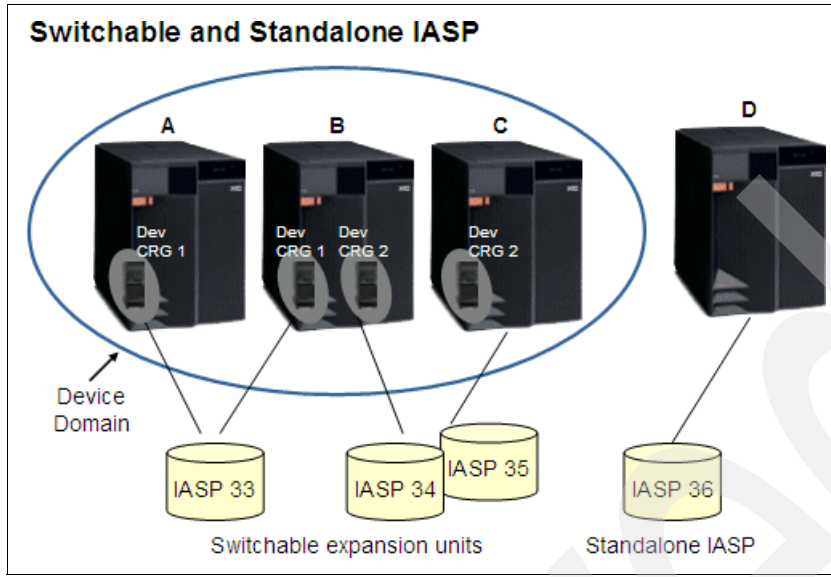 Switchable and Standalone IASP
A
B
C
D
Dev
CRG 1
Dev
CRG 1
Dev
CRG 2
Dev
CRG 2
Device
Domain
IASP 33
IASP 34
IASP 35
IASP 36
Switchable expansion units
Standalone IASP